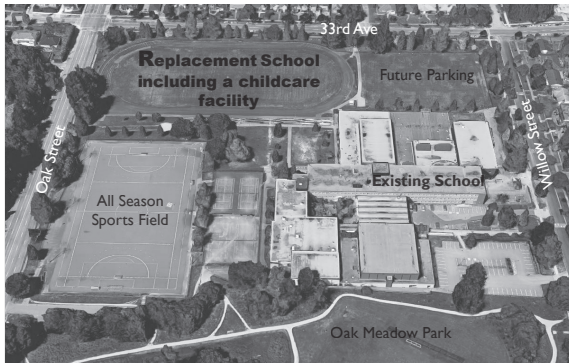 33rd Ave
Replacement School
including a childcare
facility
Future Parking
Oak Street
Willow Street
All Season
Sports Field
Existing School
Oak Meadow Park